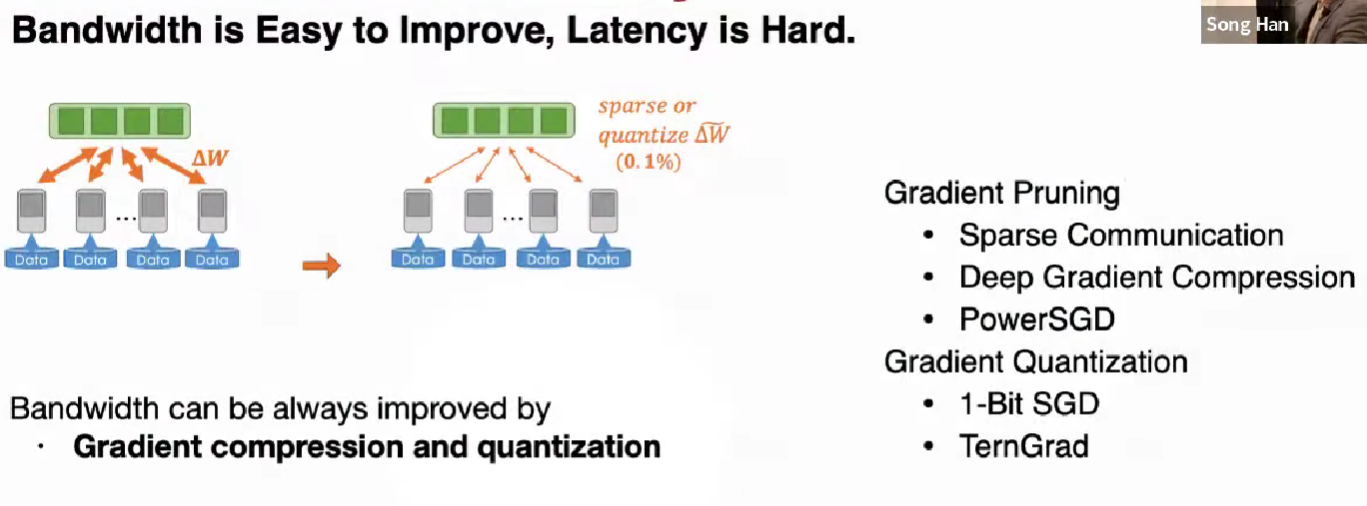 Bandwidth is Easy to Improve, Latency is Hard.
Song Han
ΔW
...
Data Data Data Data
sparse or
quantize \widetilde{ΔW}
(0.1%)
...
Data Data Data Data
Bandwidth can be always improved by
· Gradient compression and quantization
Gradient Pruning
• Sparse Communication
• Deep Gradient Compression
• PowerSGD
Gradient Quantization
• 1-Bit SGD
• TernGrad